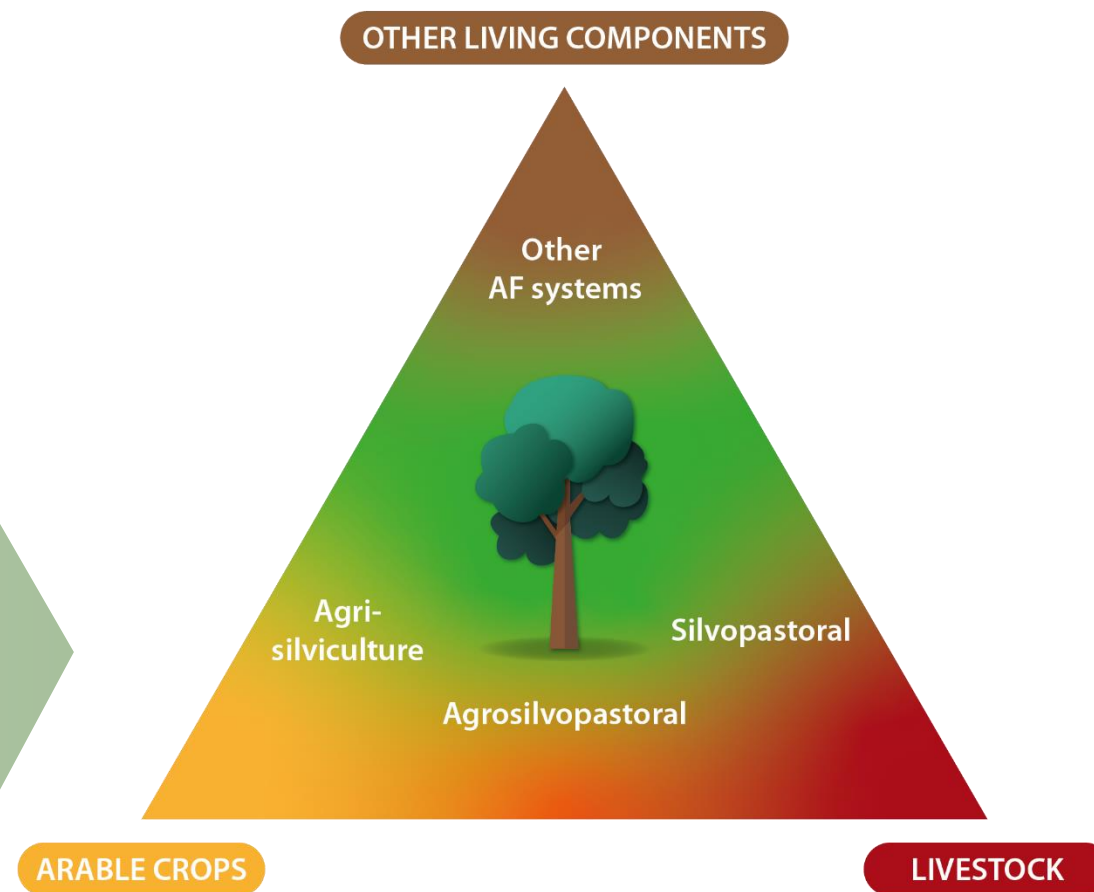 OTHER LIVING COMPONENTS
Other
AF systems
Agri-
silviculture
Silvopastoral
Agrosilvopastoral
ARABLE CROPS
LIVESTOCK